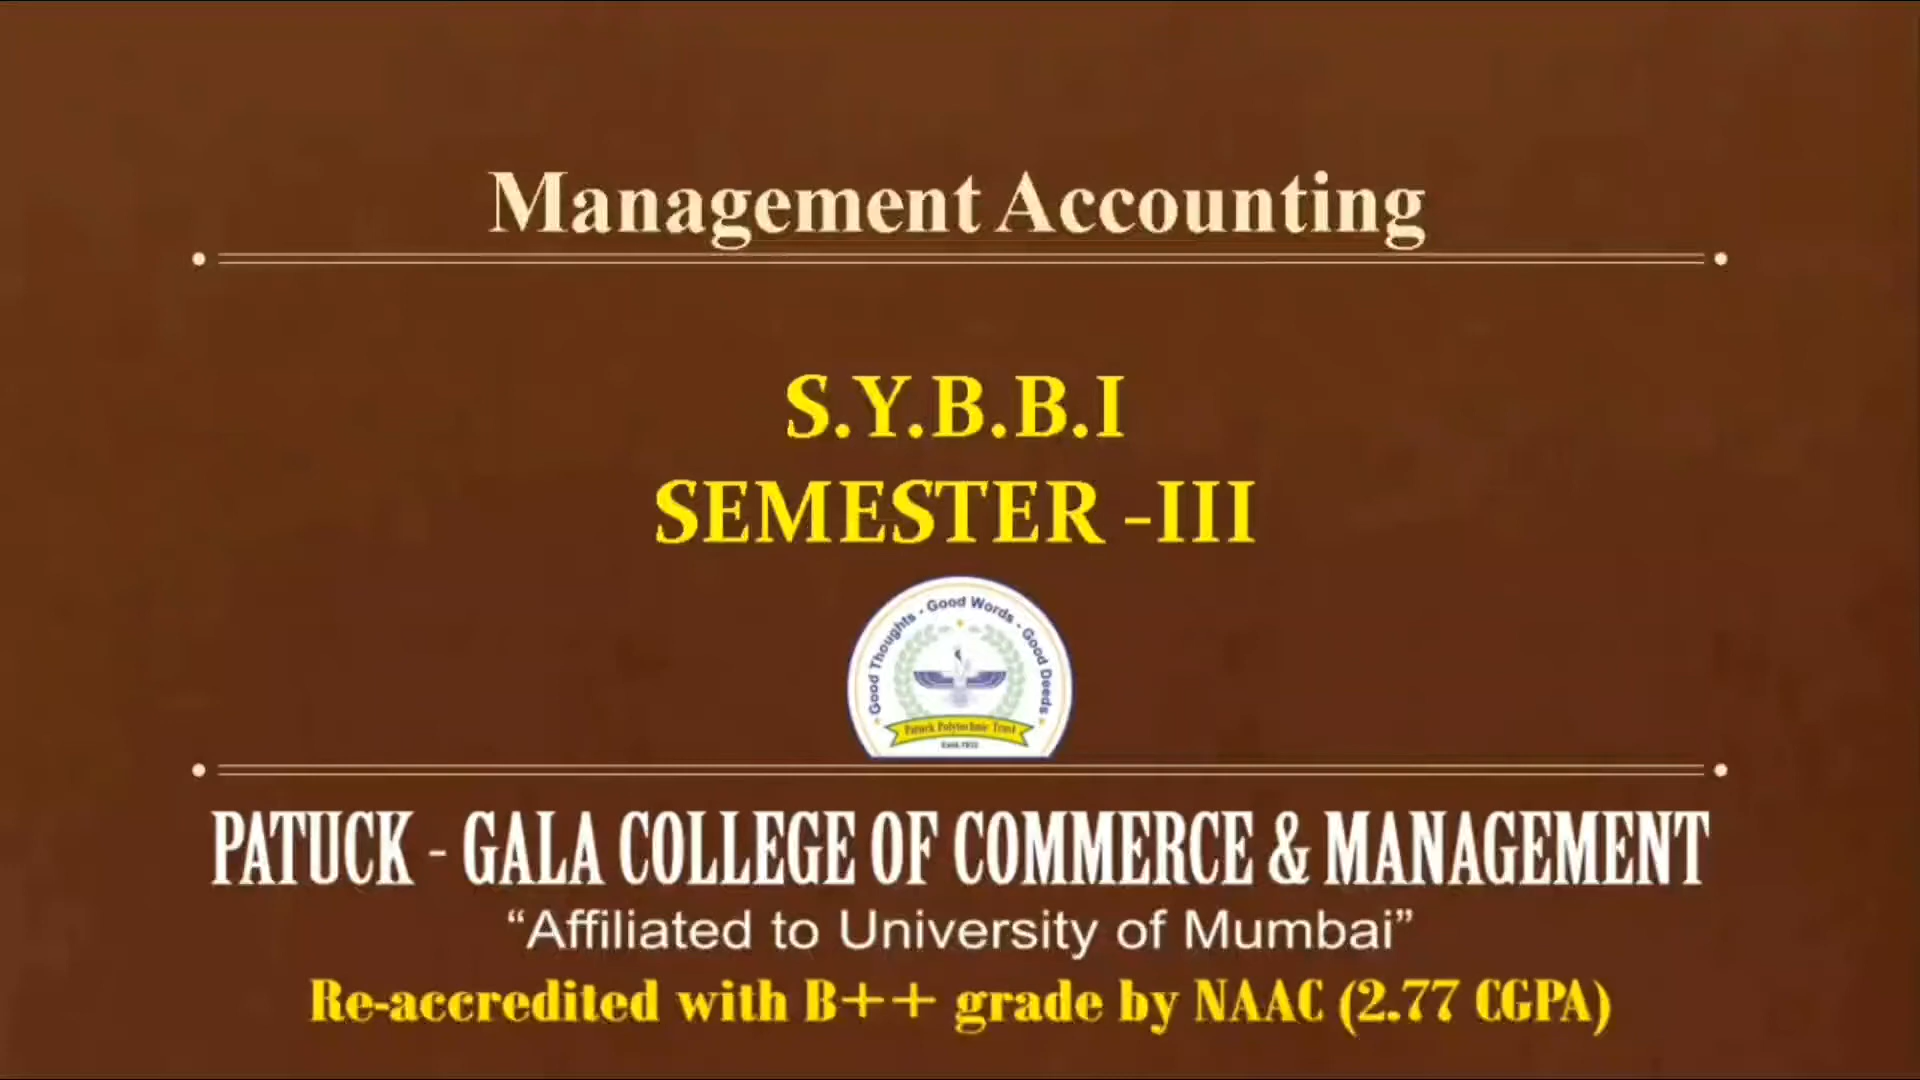 Management Accounting
S.Y.B.B.I
SEMESTER -III
Good Thoughts - Good Words - Good Deeds
Patuck Polytechnic Trust
PATUCK - GALA COLLEGE OF COMMERCE & MANAGEMENT
“Affiliated to University of Mumbai”
Re-accredited with B++ grade by NAAC (2.77 CGPA)